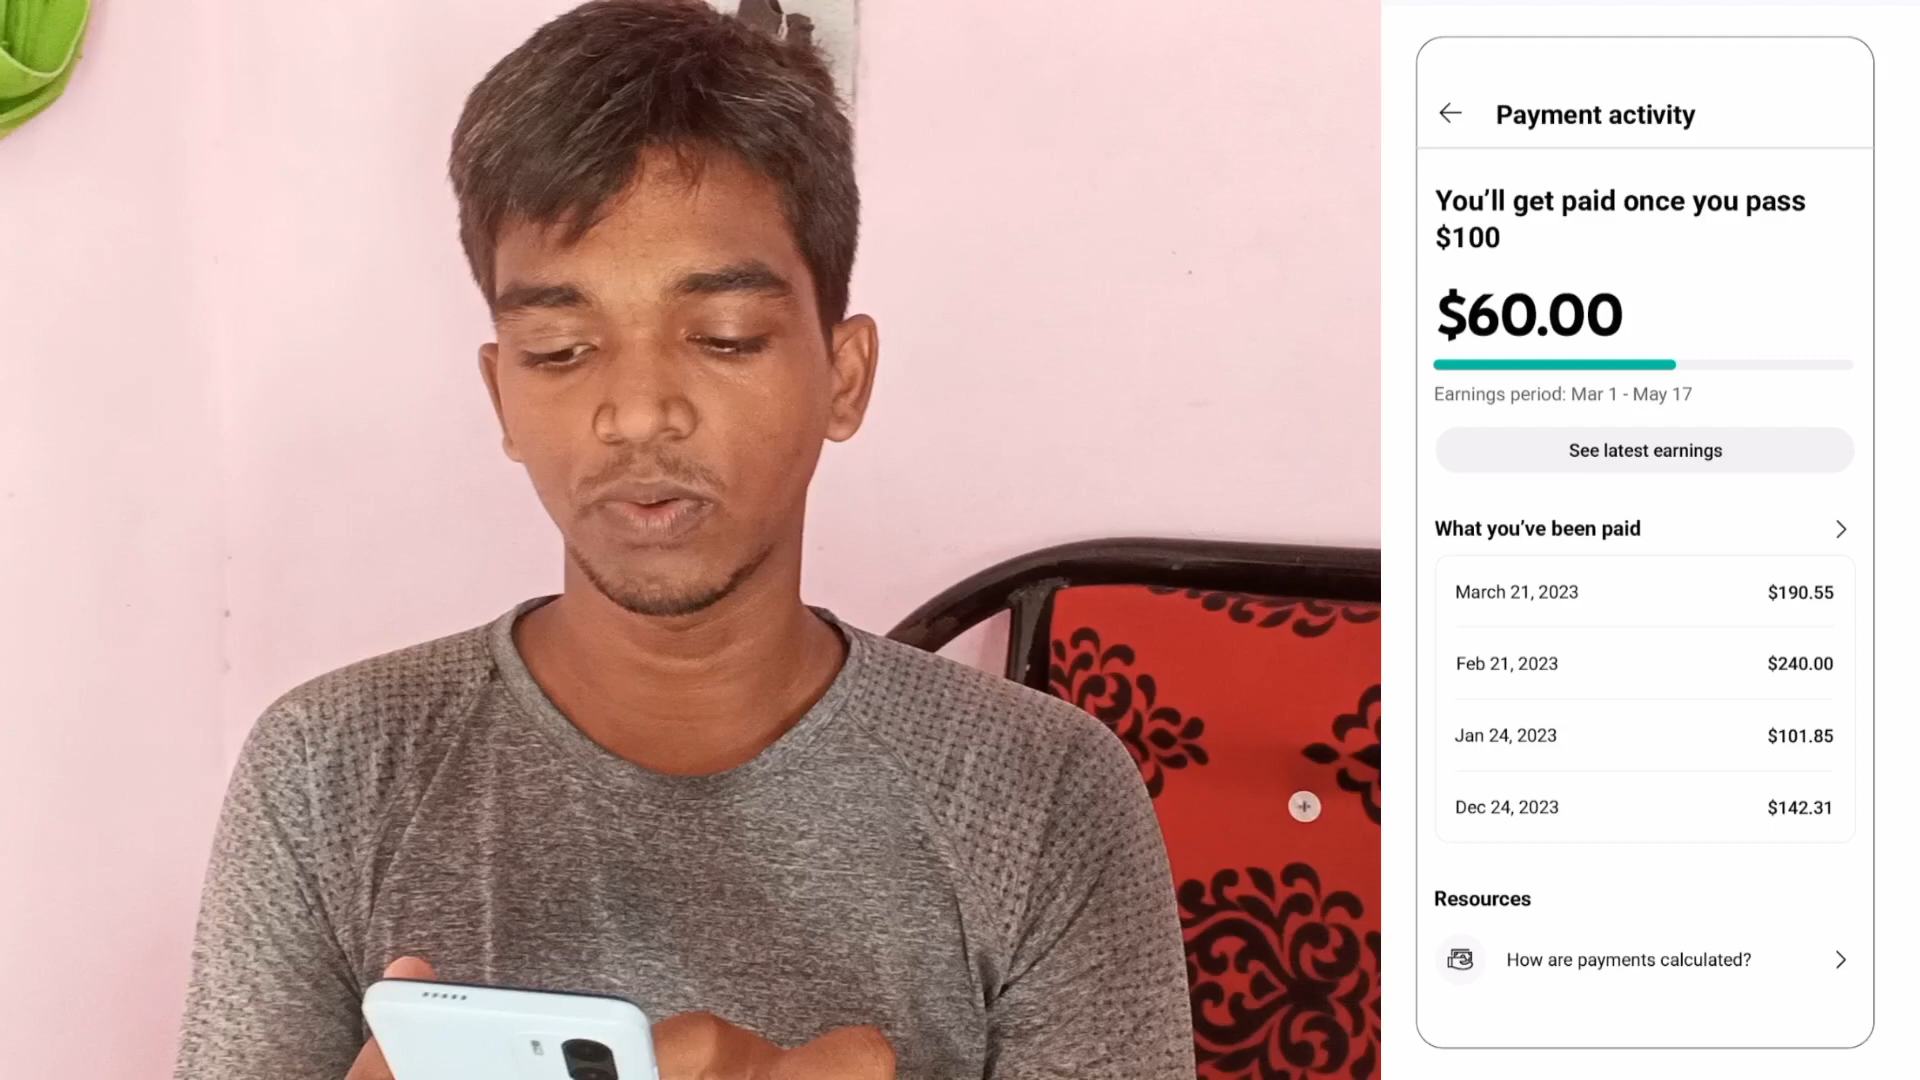 Payment activity
You’ll get paid once you pass
$100
$60.00
Earnings period: Mar 1 - May 17
See latest earnings
What you’ve been paid
March 21, 2023 $190.55
Feb 21, 2023 $240.00
Jan 24, 2023 $101.85
Dec 24, 2023 $142.31
Resources
How are payments calculated?